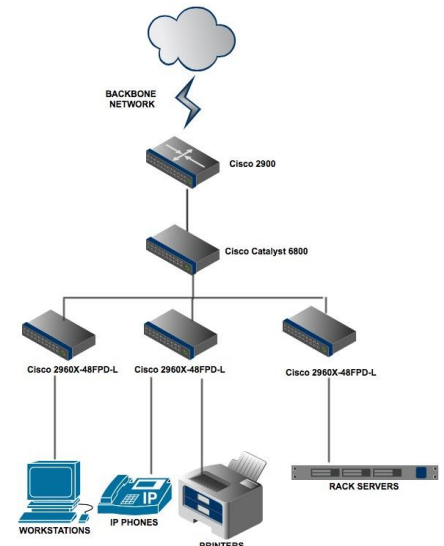 BACKBONE
NETWORK
Cisco 2900
Cisco Catalyst 6800
Cisco 2960X-48FPD-L
Cisco 2960X-48FPD-L
Cisco 2960X-48FPD-L
IP
WORKSTATIONS
IP PHONES
PRINTERS
RACK SERVERS